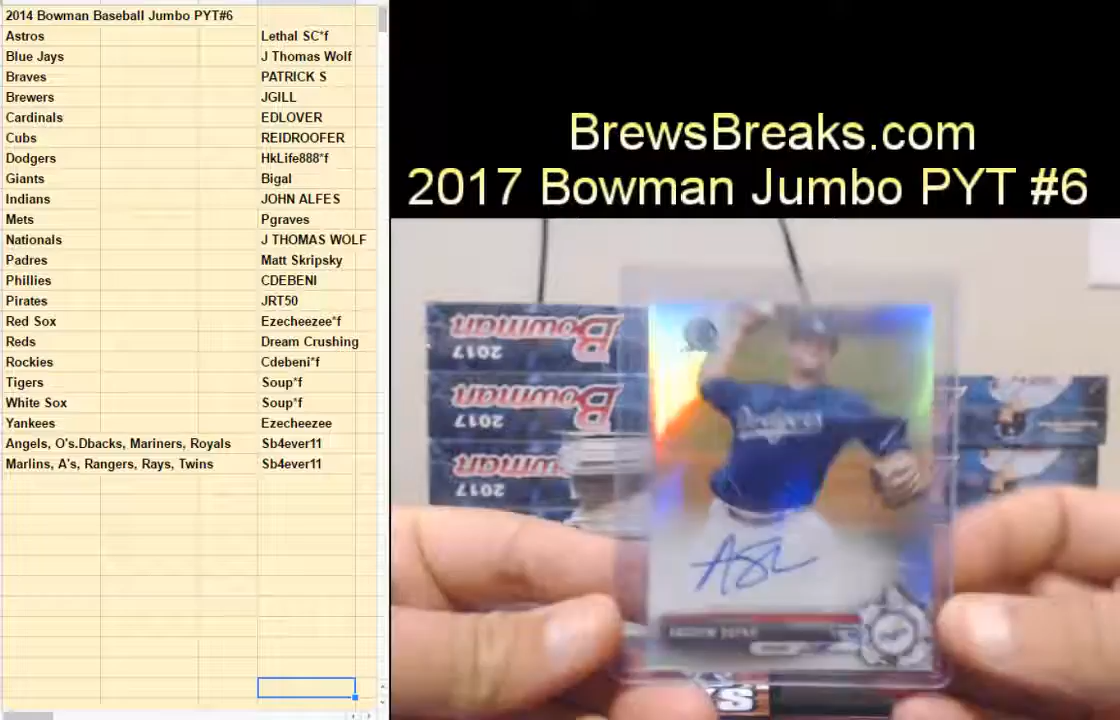 2014 Bowman Baseball Jumbo PYT#6
Astros Lethal SC*f
Blue Jays J Thomas Wolf
Braves PATRICK S
Brewers JGILL
Cardinals EDLOVER
Cubs REIDROOFER
Dodgers HkLife888*f
Giants Bigal
Indians JOHN ALFES
Mets Pgraves
Nationals J THOMAS WOLF
Padres Matt Skripsky
Phillies CDEBENI
Pirates JRT50
Red Sox Ezecheezee*f
Reds Dream Crushing
Rockies Cdebeni*f
Tigers Soup*f
White Sox Soup*f
Yankees Ezecheezee
Angels, O's.Dbacks, Mariners, Royals Sb4ever11
Marlins, A's, Rangers, Rays, Twins Sb4ever11
BrewsBreaks.com
2017 Bowman Jumbo PYT #6
Bowman
2017
Bowman
2017
Bowman
2017
Dodgers